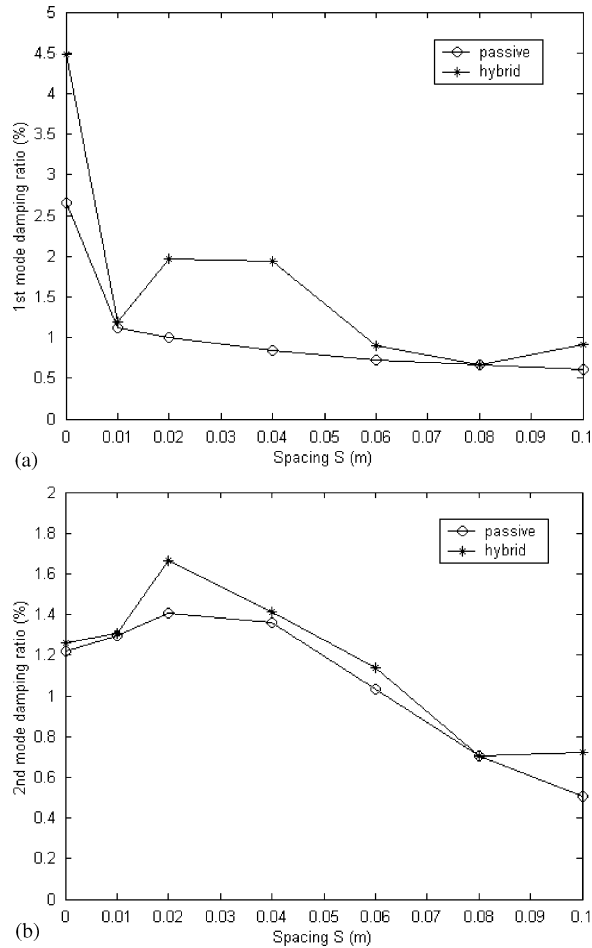 5
4.5
4
3.5
3
2.5
2
1.5
1
0.5
0
1st mode damping ratio (%)
passive
hybrid
0 0.01 0.02 0.03 0.04 0.05 0.06 0.07 0.08 0.09 0.1
(a)
Spacing S (m)
2
1.8
1.6
1.4
1.2
1
0.8
0.6
0.4
0.2
0
2nd mode damping ratio (%)
passive
hybrid
0 0.01 0.02 0.03 0.04 0.05 0.06 0.07 0.08 0.09 0.1
(b)
Spacing S (m)